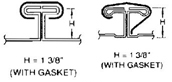 H
H
H = 1 3/8"
(WITH GASKET)
H = 1 3/8"
(WITH GASKET)